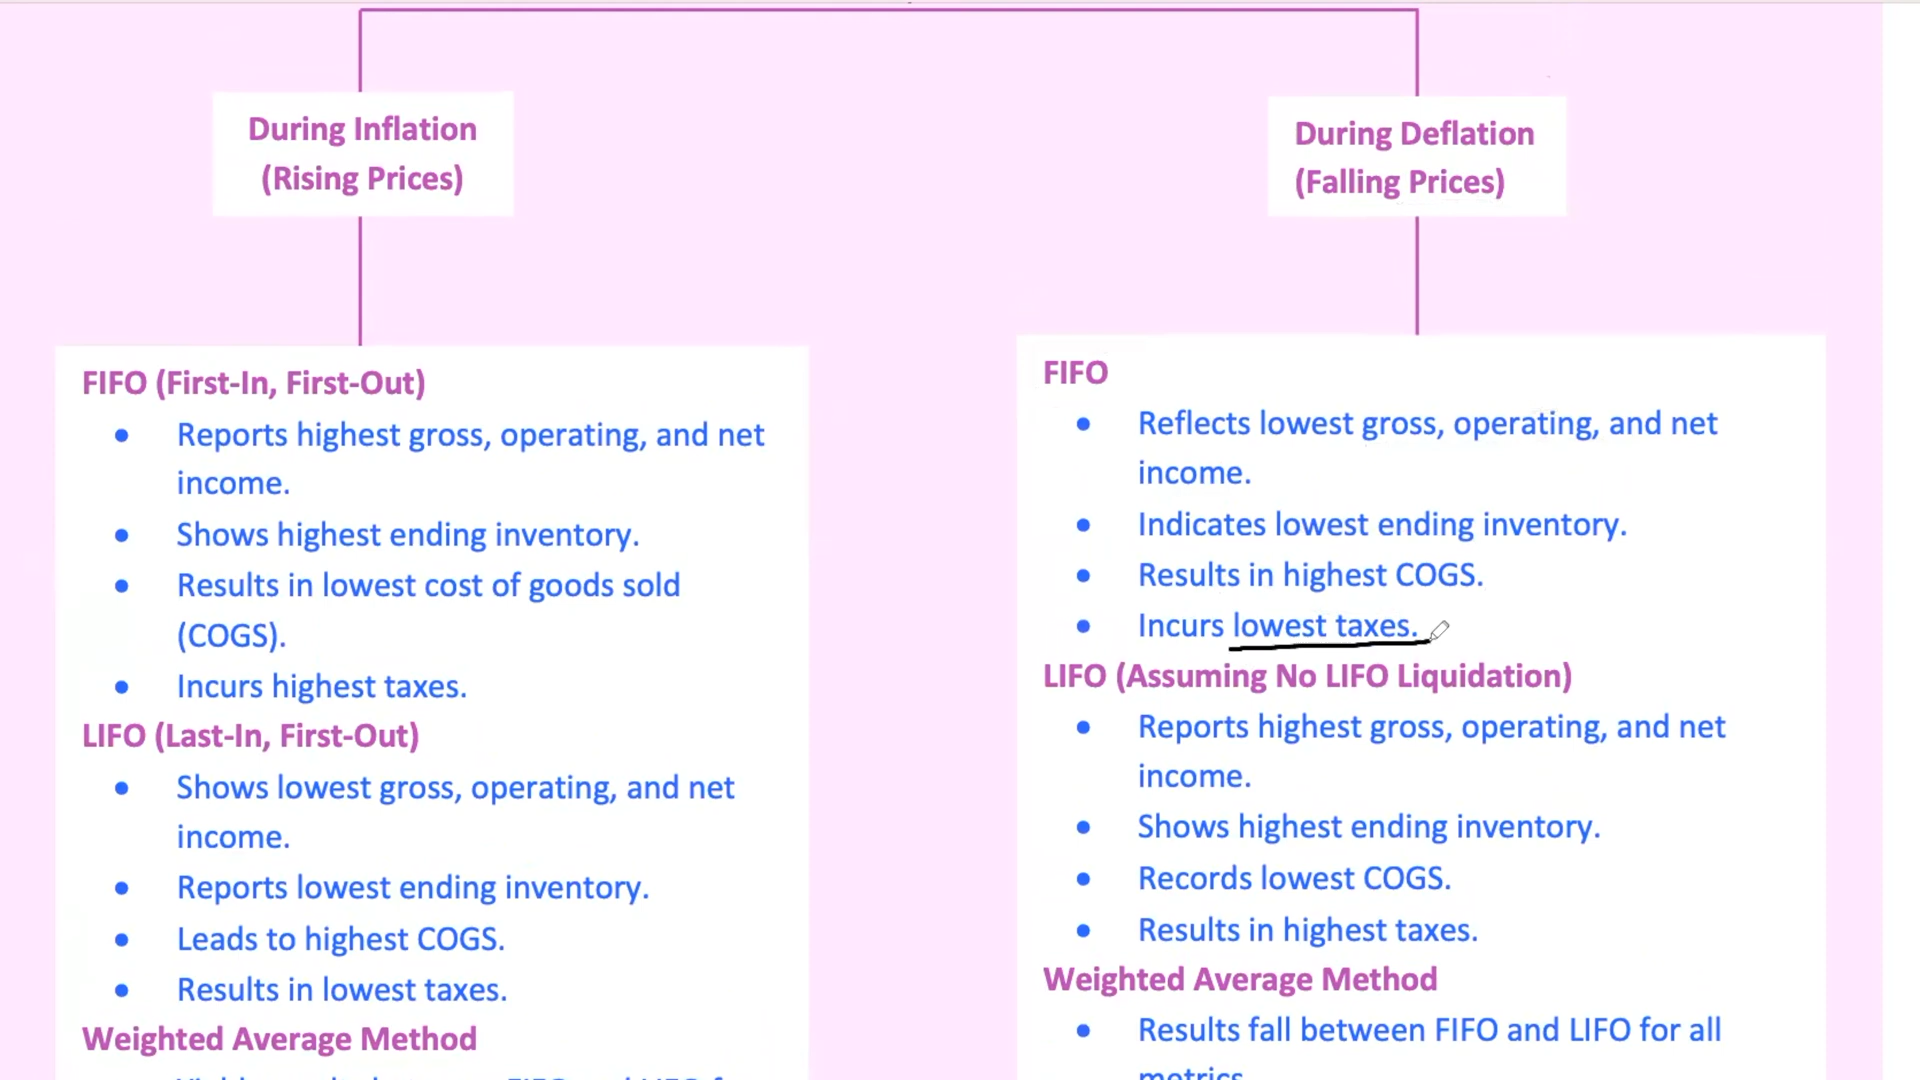 During Inflation
(Rising Prices)
During Deflation
(Falling Prices)
FIFO (First-In, First-Out)
• Reports highest gross, operating, and net
income.
• Shows highest ending inventory.
• Results in lowest cost of goods sold
(COGS).
• Incurs highest taxes.
LIFO (Last-In, First-Out)
• Shows lowest gross, operating, and net
income.
• Reports lowest ending inventory.
• Leads to highest COGS.
• Results in lowest taxes.
Weighted Average Method
FIFO
• Reflects lowest gross, operating, and net
income.
• Indicates lowest ending inventory.
• Results in highest COGS.
• Incurs lowest taxes.
LIFO (Assuming No LIFO Liquidation)
• Reports highest gross, operating, and net
income.
• Shows highest ending inventory.
• Records lowest COGS.
• Results in highest taxes.
Weighted Average Method
• Results fall between FIFO and LIFO for all
metrics